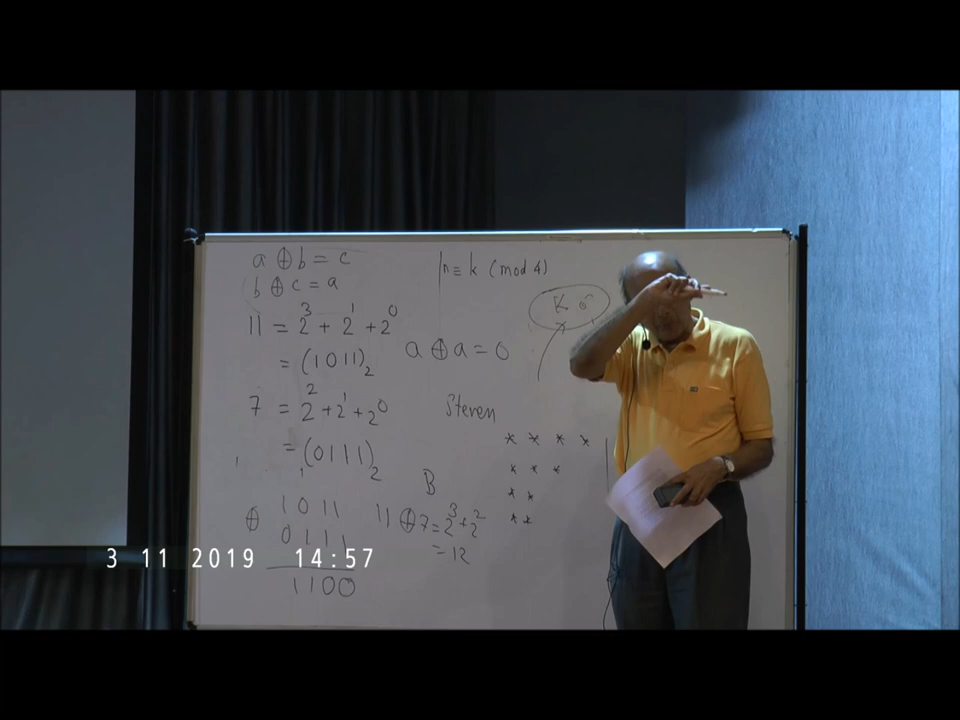 a ⊕ b = c
b ⊕ c = a
11 = 2³ + 2¹ + 2⁰
= (1011)₂
7 = 2² + 2¹ + 2⁰
= (0111)₂
1011
⊕ 0111
1100
n ≡ k (mod 4)
a ⊕ a = 0
Steven
* * * *
* * *
* *
* *
B
11 ⊕ 7 = 2³ + 2²
= 12
3 11 2019 14:57